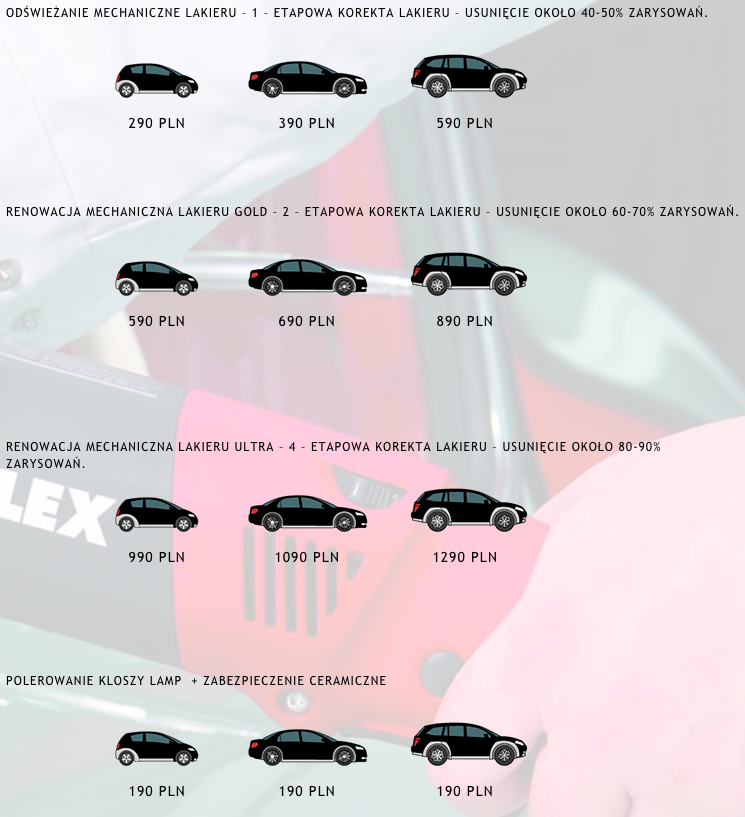 ODŚWIEŻANIE MECHANICZNE LAKIERU - 1 - ETAPOWA KOREKTA LAKIERU - USUNIĘCIE OKOŁO 40-50% ZARYSOWAŃ.
290 PLN 390 PLN 590 PLN
RENOWACJA MECHANICZNA LAKIERU GOLD - 2 - ETAPOWA KOREKTA LAKIERU - USUNIĘCIE OKOŁO 60-70% ZARYSOWAŃ.
590 PLN 690 PLN 890 PLN
RENOWACJA MECHANICZNA LAKIERU ULTRA - 4 - ETAPOWA KOREKTA LAKIERU - USUNIĘCIE OKOŁO 80-90%
ZARYSOWAŃ.
LEX
990 PLN 1090 PLN 1290 PLN
POLEROWANIE KLOSZY LAMP + ZABEZPIECZENIE CERAMICZNE
190 PLN 190 PLN 190 PLN